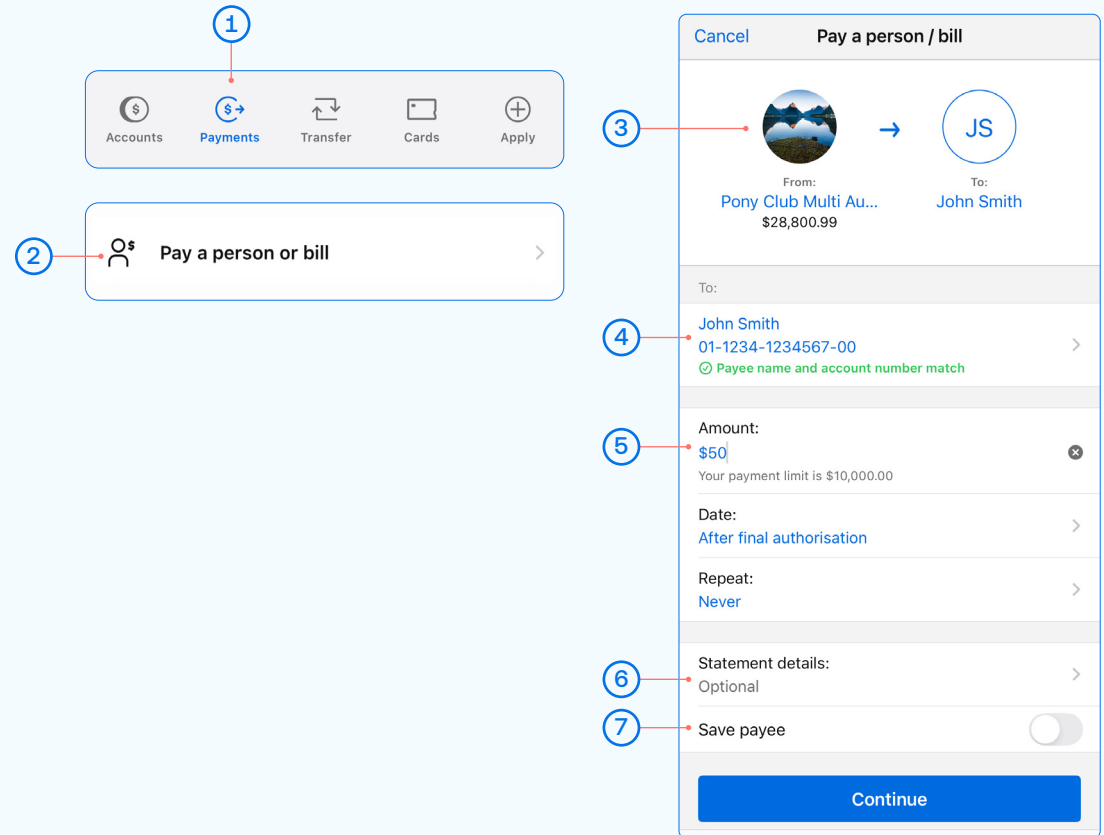 1
Accounts
Payments
Transfer
Cards
Apply
2
Pay a person or bill
Cancel
Pay a person / bill
3
JS
From:
To:
Pony Club Multi Au...
John Smith
$28,800.99
To:
4
John Smith
01-1234-1234567-00
Payee name and account number match
5
Amount:
$50
Your payment limit is $10,000.00
Date:
After final authorisation
Repeat:
Never
6
Statement details:
Optional
7
Save payee
Continue